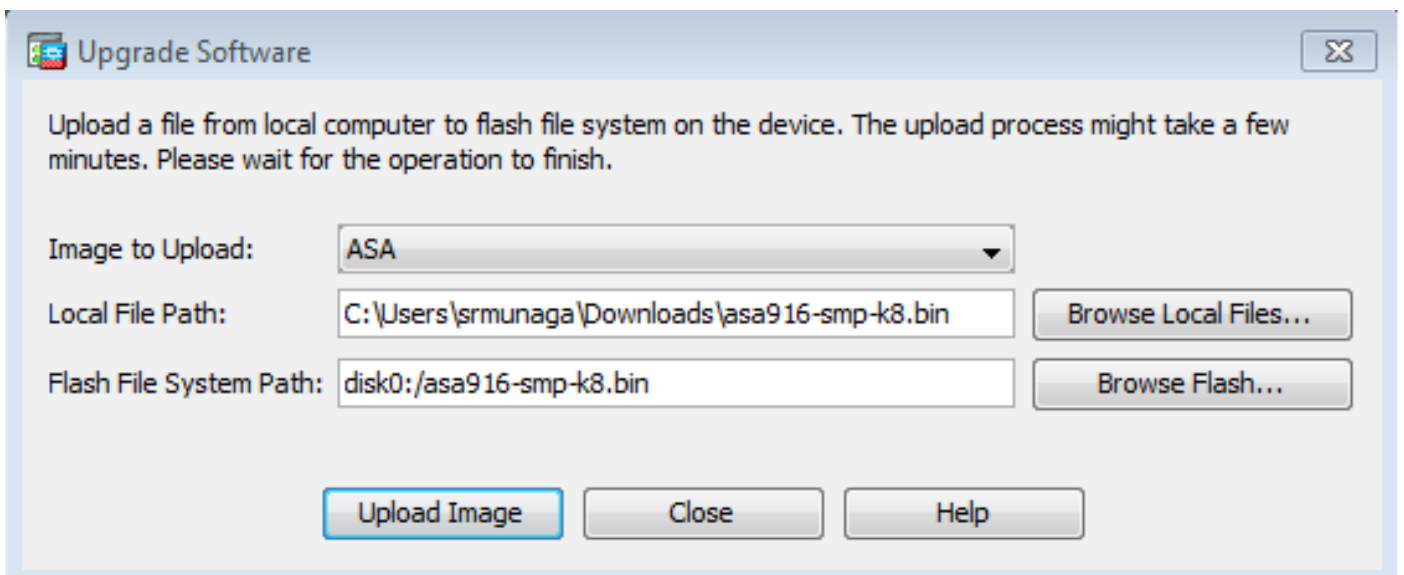 Upgrade Software
Upload a file from local computer to flash file system on the device. The upload process might take a few
minutes. Please wait for the operation to finish.
Image to Upload: ASA
Local File Path: C:\Users\srmunaga\Downloads\asa916-smp-k8.bin Browse Local Files...
Flash File System Path: disk0:/asa916-smp-k8.bin Browse Flash...
Upload Image Close Help